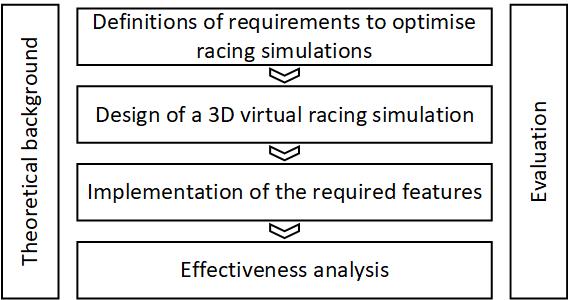 Theoretical background
Definitions of requirements to optimise
racing simulations
Design of a 3D virtual racing simulation
Implementation of the required features
Effectiveness analysis
Evaluation